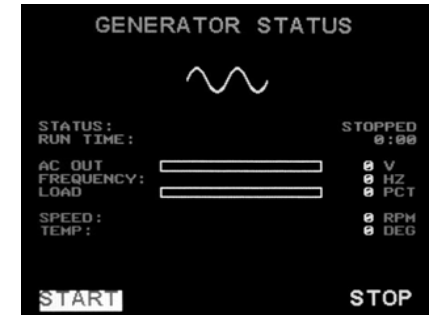 GENERATOR STATUS
STATUS: STOPPED
RUN TIME: 0:00
AC OUT 0 V
FREQUENCY: 0 HZ
LOAD 0 PCT
SPEED: 0 RPM
TEMP: 0 DEG
START STOP